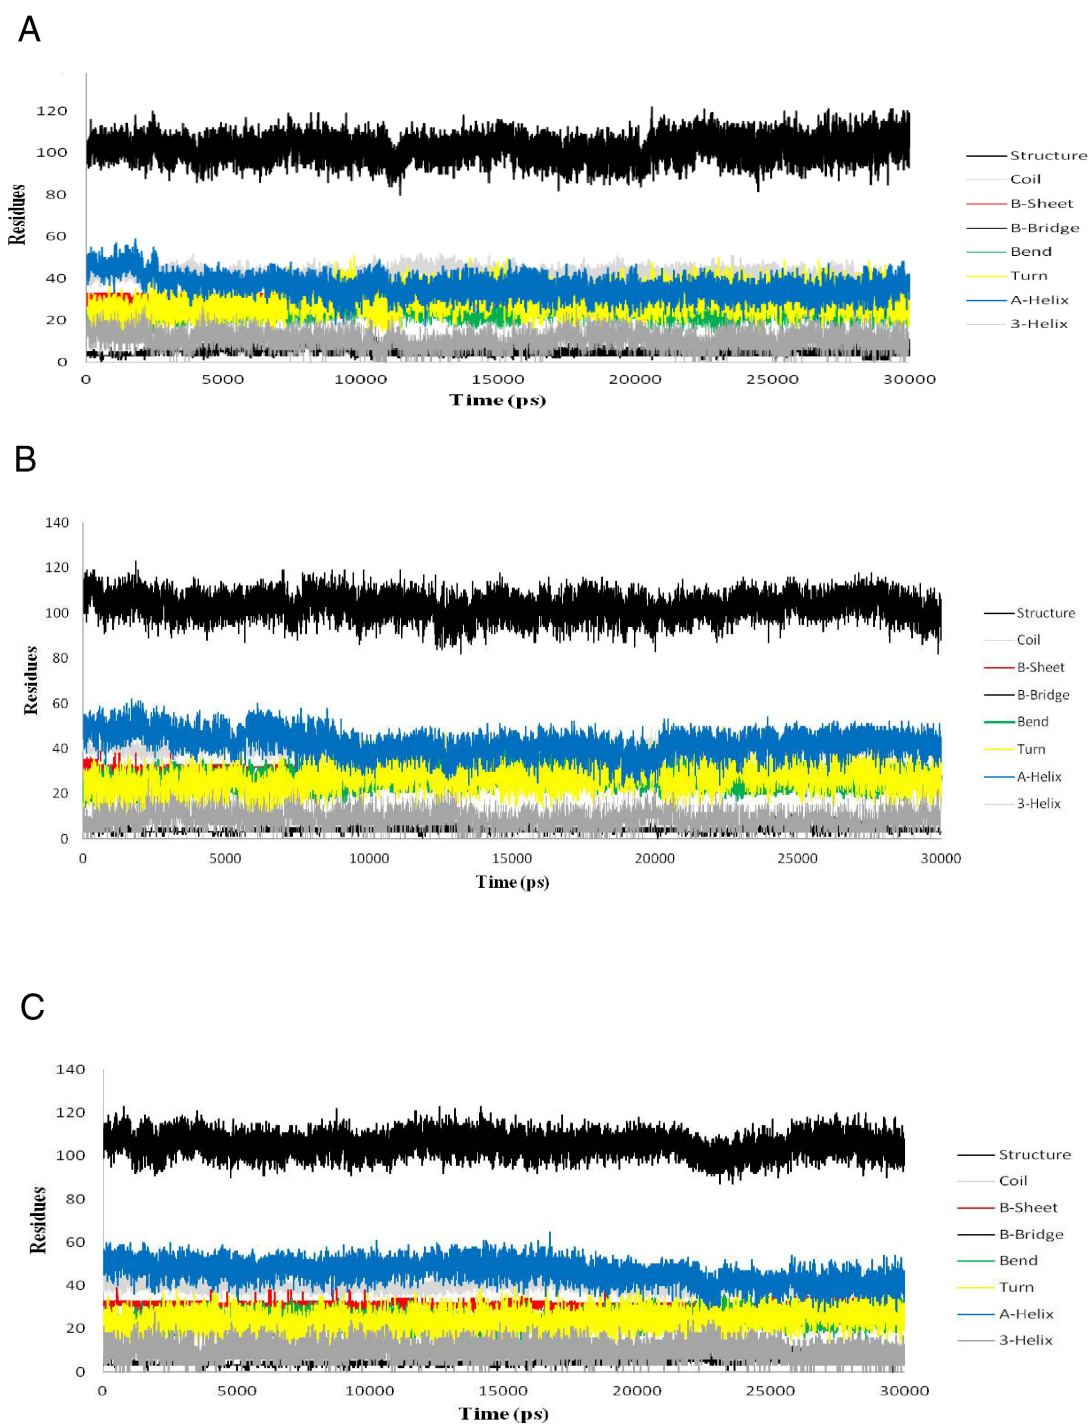 A
120
100
80
60
40
20
0
Residues
0 5000 10000 15000 20000 25000 30000
Time (ps)
Structure
Coil
B-Sheet
B-Bridge
Bend
Turn
A-Helix
3-Helix
B
140
120
100
80
60
40
20
0
Residues
0 5000 10000 15000 20000 25000 30000
Time (ps)
Structure
Coil
B-Sheet
B-Bridge
Bend
Turn
A-Helix
3-Helix
C
140
120
100
80
60
40
20
0
Residues
0 5000 10000 15000 20000 25000 30000
Time (ps)
Structure
Coil
B-Sheet
B-Bridge
Bend
Turn
A-Helix
3-Helix